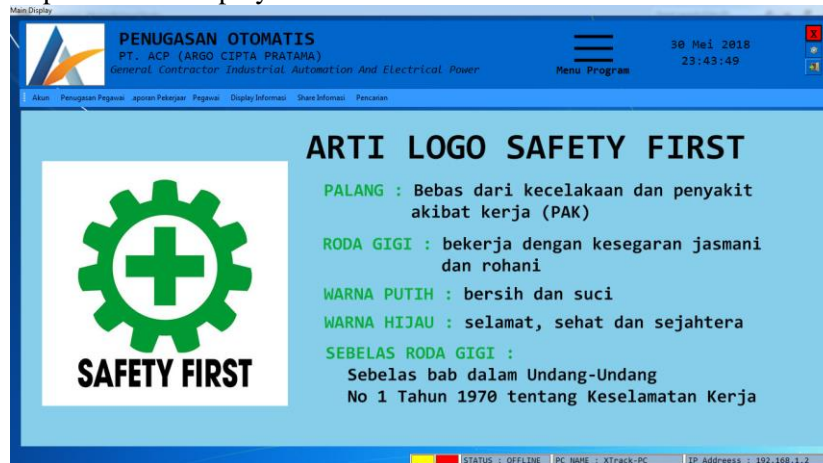 Main Display
PENUGASAN OTOMATIS
PT. ACP (ARGO CIPTA PRATAMA)
General Contractor Industrial Automation And Electrical Power
Menu Program
30 Mei 2018
23:43:49
X
Akun Penugasan Pegawai aporan Pekerjaar Pegawai Display Informasi Share Infomasi Pencarian
ARTI LOGO SAFETY FIRST
PALANG : Bebas dari kecelakaan dan penyakit
akibat kerja (PAK)
RODA GIGI : bekerja dengan kesegaran jasmani
dan rohani
WARNA PUTIH : bersih dan suci
WARNA HIJAU : selamat, sehat dan sejahtera
SEBELAS RODA GIGI :
Sebelas bab dalam Undang-Undang
No 1 Tahun 1970 tentang Keselamatan Kerja
SAFETY FIRST
STATUS : OFFLINE PC NAME : XTrack-PC IP Addreess : 192.168.1.2